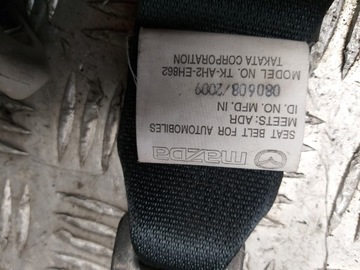 mazda
SEAT BELT FOR AUTOMOBILES
MEETS: ADR
ID. NO. MFD. IN
080608/2009
MODEL NO. TK-AH2-EH862
TAKATA CORPORATION